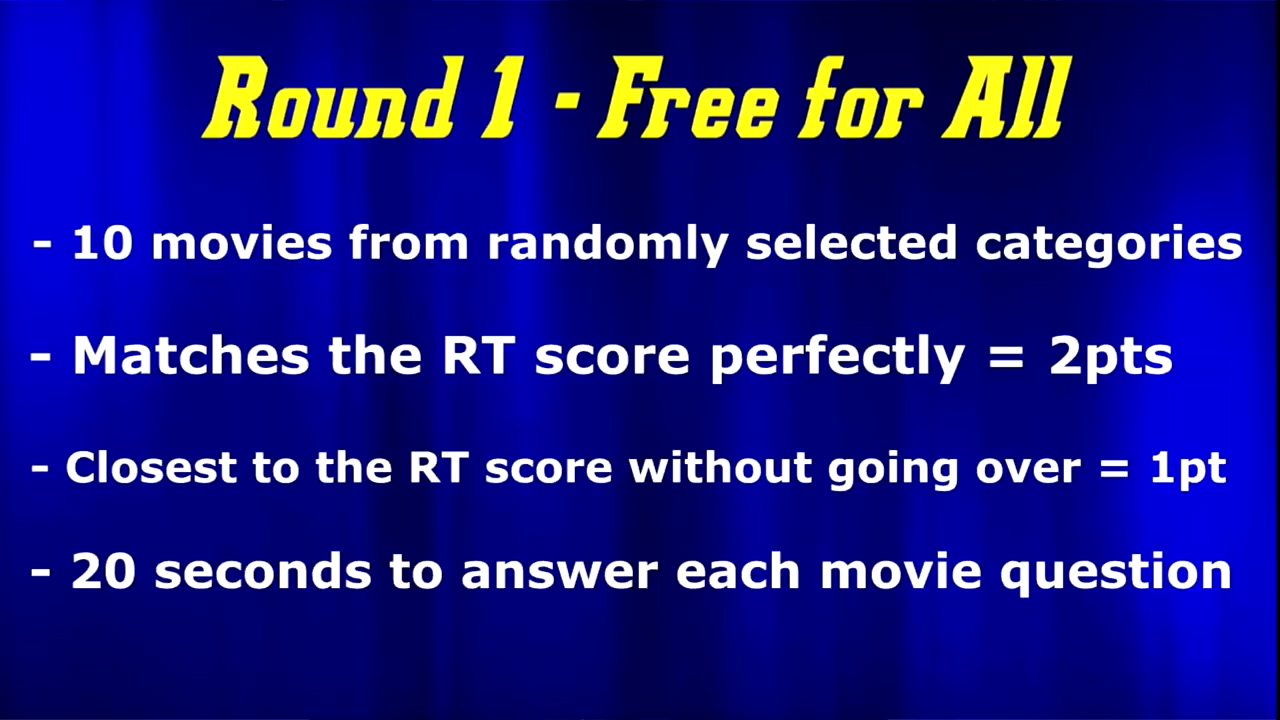 Round 1 - Free for All
- 10 movies from randomly selected categories
- Matches the RT score perfectly = 2pts
- Closest to the RT score without going over = 1pt
- 20 seconds to answer each movie question